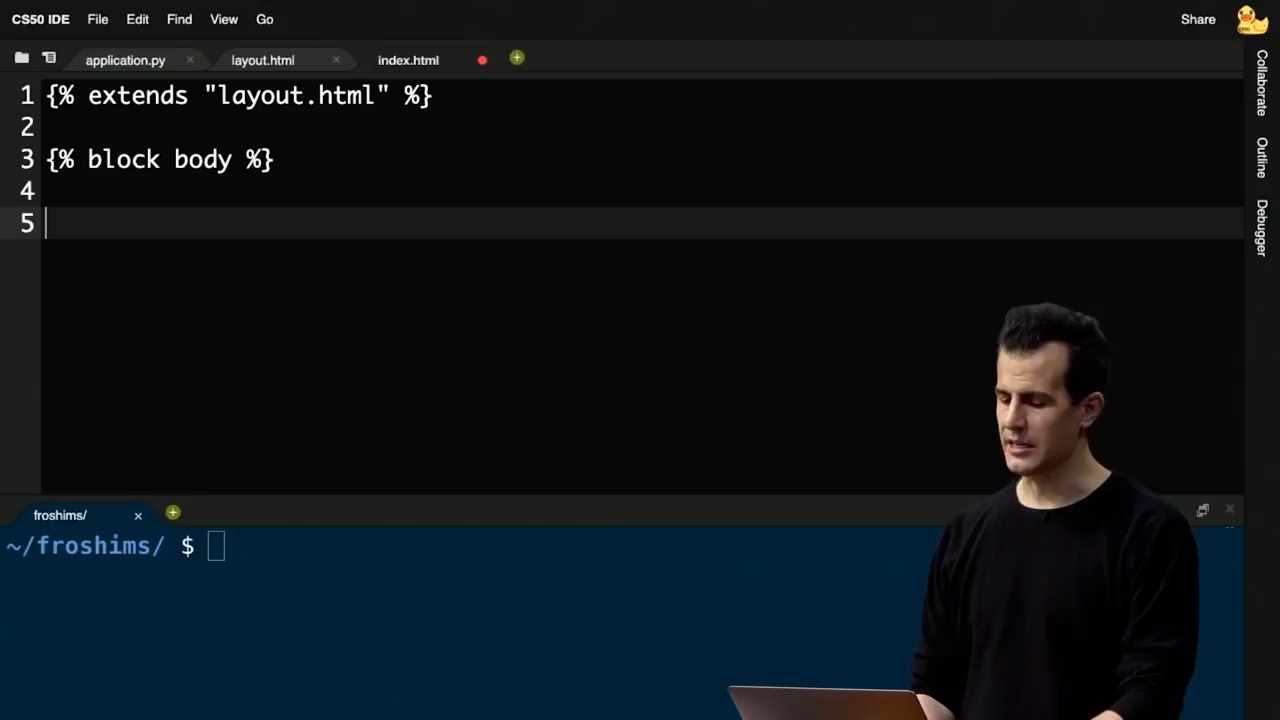 CS50 IDE File Edit Find View Go Share
application.py layout.html index.html
1 {% extends "layout.html" %}
2
3 {% block body %}
4
5
Collaborate
Outline
Debugger
froshims/
~/froshims/ $